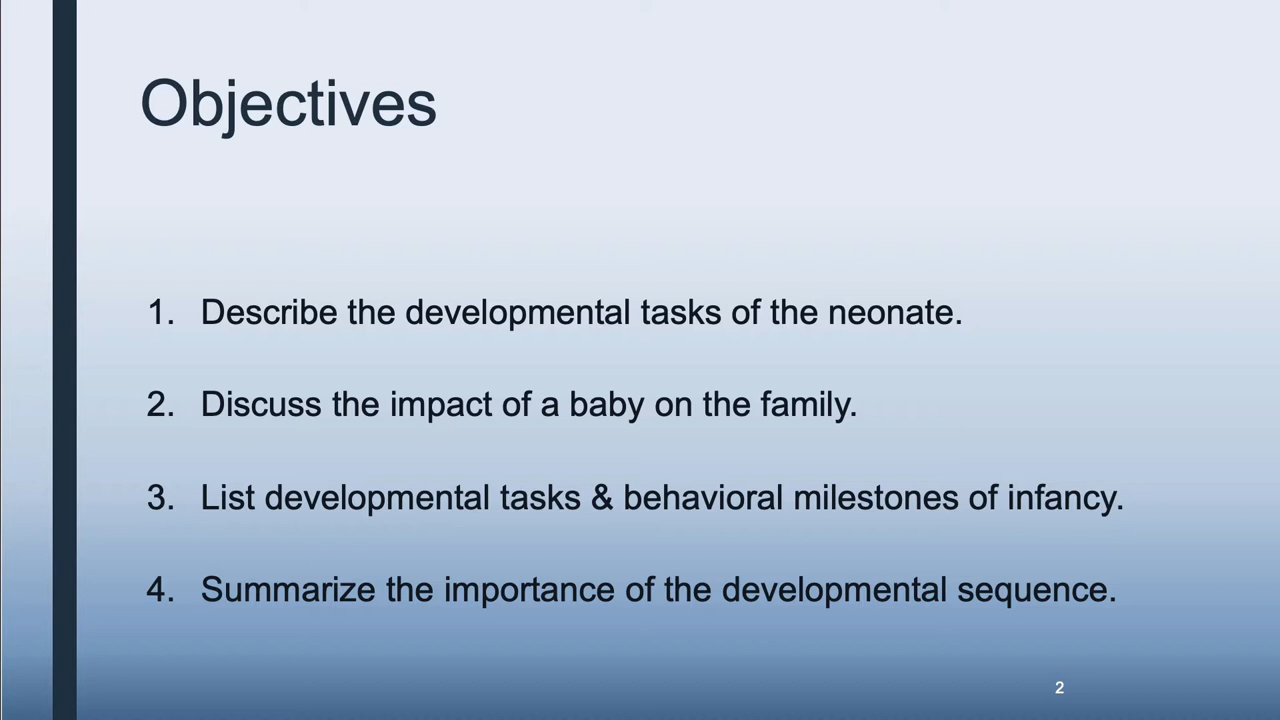 Objectives
1. Describe the developmental tasks of the neonate.
2. Discuss the impact of a baby on the family.
3. List developmental tasks & behavioral milestones of infancy.
4. Summarize the importance of the developmental sequence.
2